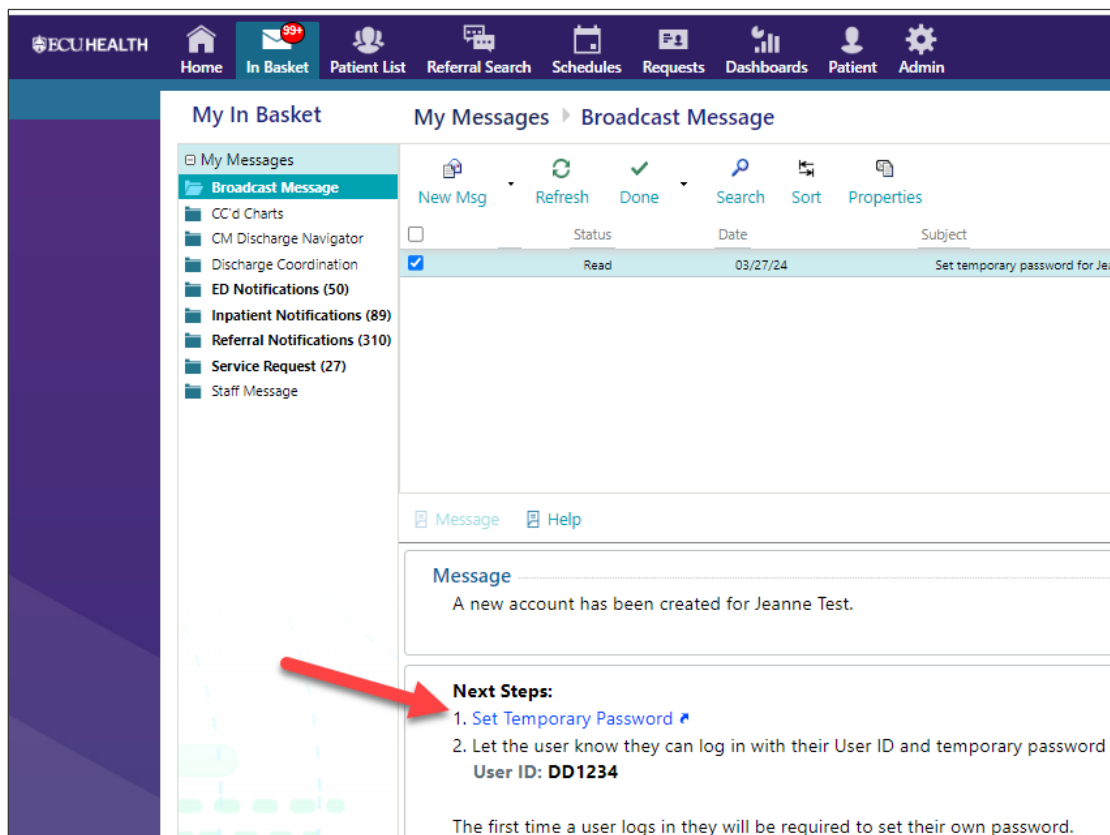 ECU HEALTH
99+
Home In Basket Patient List Referral Search Schedules Requests Dashboards Patient Admin
My In Basket
My Messages
Broadcast Message
CC'd Charts
CM Discharge Navigator
Discharge Coordination
ED Notifications (50)
Inpatient Notifications (89)
Referral Notifications (310)
Service Request (27)
Staff Message
My Messages Broadcast Message
New Msg Refresh Done Search Sort Properties
Status Date Subject
Read 03/27/24 Set temporary password for
Message Help
Message
A new account has been created for Jeanne Test.
Next Steps:
1. Set Temporary Password
2. Let the user know they can log in with their User ID and temporary password
User ID: DD1234
The first time a user logs in they will be required to set their own password.